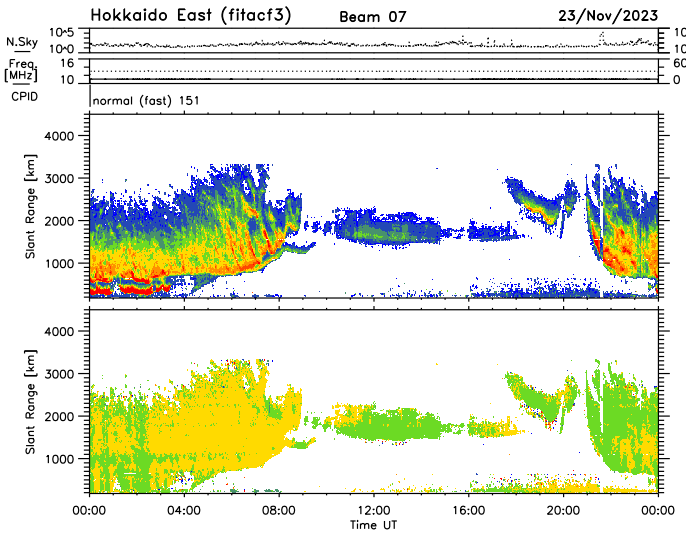 Hokkaido East (fitacf3) Beam 07 23/Nov/2023
N.Sky 10^5 10^0 10 10
Freq. [MHz] 16 10 60 0
CPID normal (fast) 151
Slant Range [km] 4000 3000 2000 1000
Slant Range [km] 4000 3000 2000 1000
00:00 04:00 08:00 12:00 16:00 20:00 00:00
Time UT